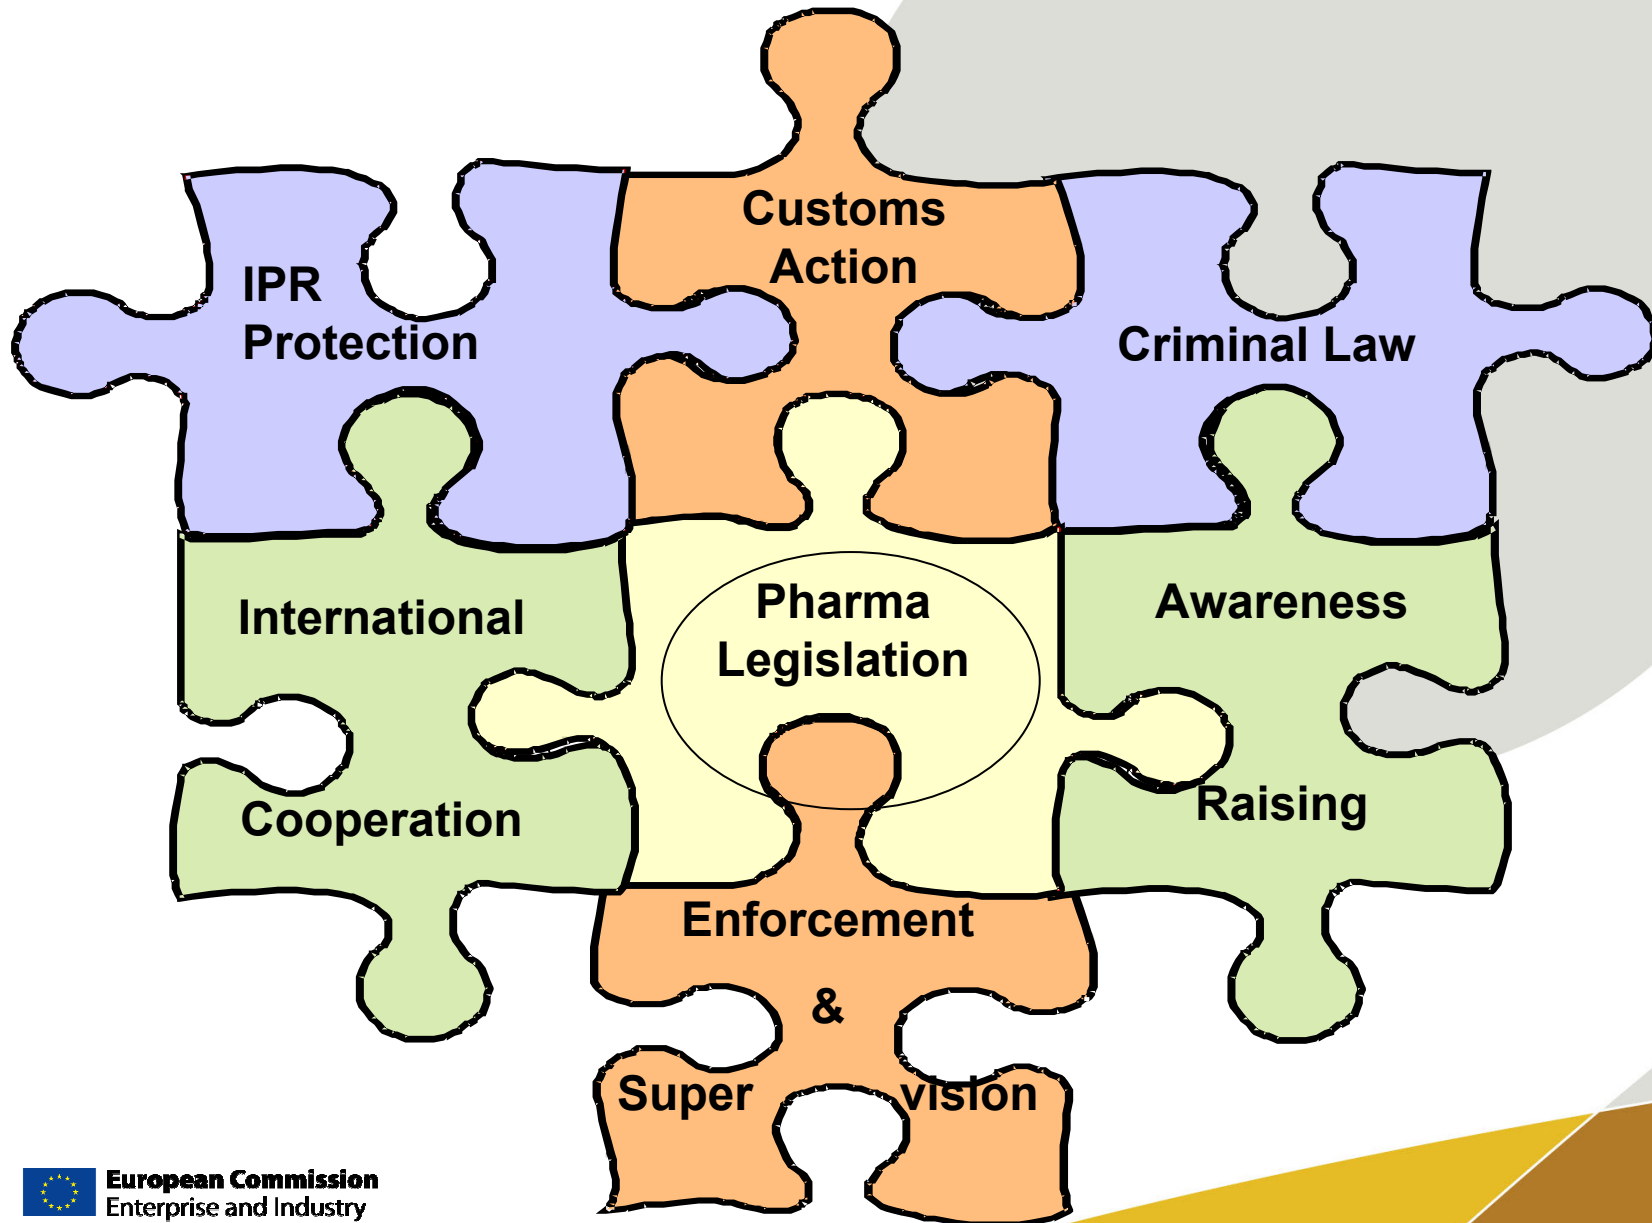 Customs
Action
IPR
Protection
Criminal Law
International
Cooperation
Pharma
Legislation
Awareness
Raising
Enforcement
&
Super vision
European Commission
Enterprise and Industry